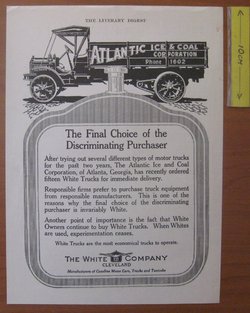 THE LITERARY DIGEST
ATLANTIC ICE & COAL
CORPORATION
Phone 1602
The Final Choice of the
Discriminating Purchaser
After trying out several different types of motor trucks
for the past two years, The Atlantic Ice and Coal
Corporation, of Atlanta, Georgia, has recently ordered
fifteen White Trucks for immediate delivery.
Responsible firms prefer to purchase truck equipment
from responsible manufacturers. This is one of the
reasons why the final choice of the discriminating
purchaser is invariably White.
Another point of importance is the fact that White
Owners continue to buy White Trucks. When Whites
are used, experimentation ceases.
White Trucks are the most economical trucks to operate.
THE WHITE COMPANY
CLEVELAND
Manufacturers of Gasoline Motor Cars, Trucks and Taxicabs
10cm